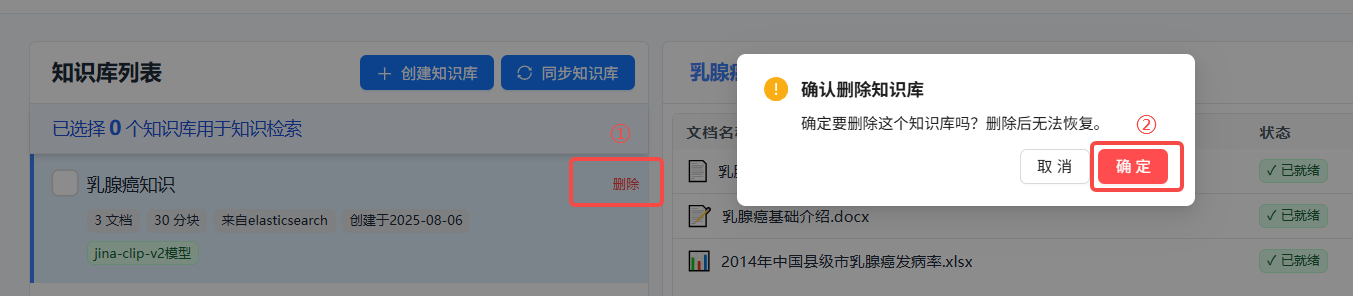 知识库列表
创建知识库
同步知识库
已选择 0 个知识库用于知识检索
①
乳腺癌知识
删除
3 文档
30 分块
来自elasticsearch
创建于2025-08-06
jina-clip-v2模型
乳腺
文档名
状态
乳
已就绪
乳腺癌基础介绍.docx
已就绪
2014年中国县级市乳腺癌发病率.xlsx
已就绪
确认删除知识库
确定要删除这个知识库吗？删除后无法恢复。
②
取 消
确 定